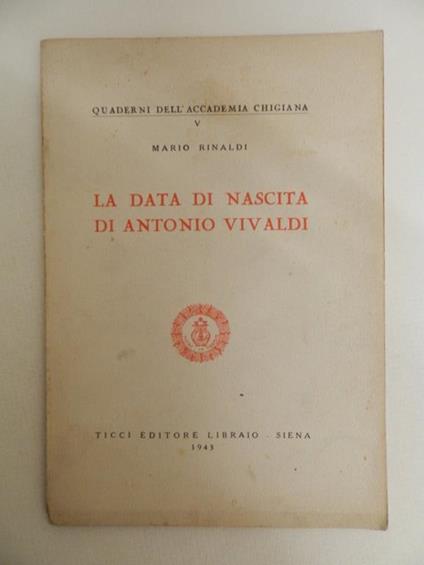 QUADERNI DELL'ACCADEMIA CHIGIANA
V
MARIO RINALDI
LA DATA DI NASCITA
DI ANTONIO VIVALDI
TICCI EDITORE LIBRAIO - SIENA
1943